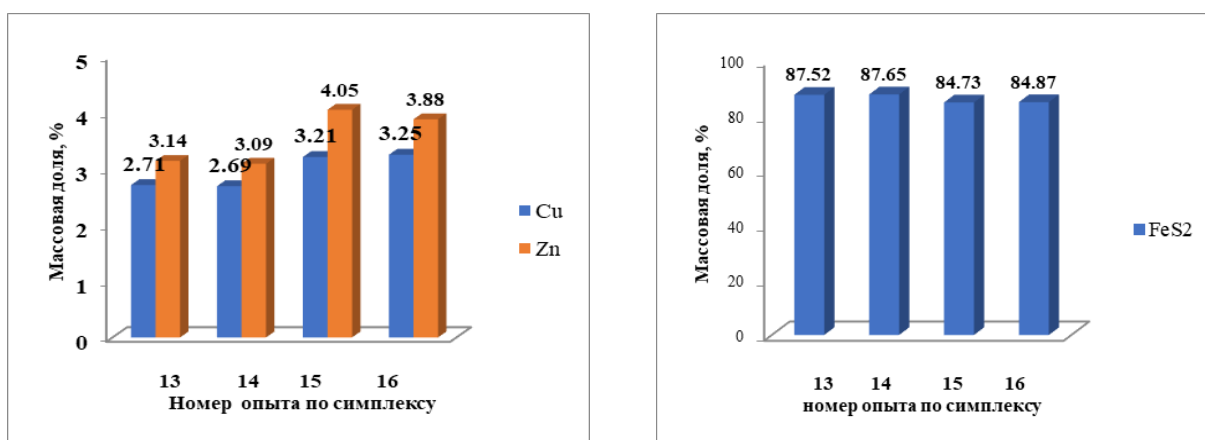 Массовая доля, %
5
4
3
2
1
0
2.71
3.14
2.69
3.09
3.21
4.05
3.25
3.88
13 14 15 16
Номер опыта по симплексу
Cu
Zn
Массовая доля, %
100
80
60
40
20
0
87.52
87.65
84.73
84.87
13 14 15 16
номер опыта по симплексу
FeS2